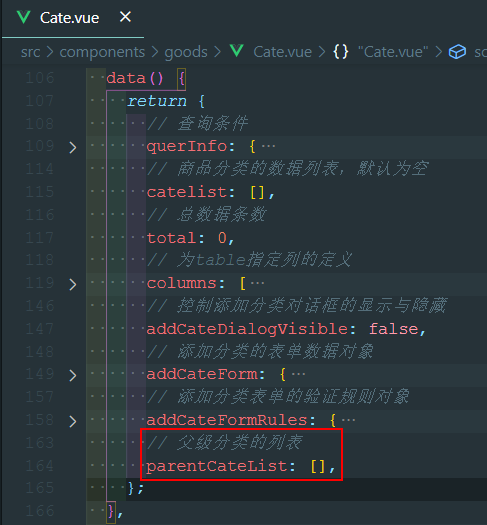 Cate.vue ×
src > components > goods > Cate.vue > {} "Cate.vue" >
106 data() {
107 return {
108 // 查询条件
109 querInfo: { ···
114 // 商品分类的数据列表，默认为空
115 catelist: [],
116 // 总数据条数
117 total: 0,
118 // 为table指定列的定义
119 columns: [ ···
146 // 控制添加分类对话框的显示与隐藏
147 addCateDialogVisible: false,
148 // 添加分类的表单数据对象
149 addCateForm: { ···
157 // 添加分类表单的验证规则对象
158 addCateFormRules: { ···
163 // 父级分类的列表
164 parentCateList: [],
165 };
166 },